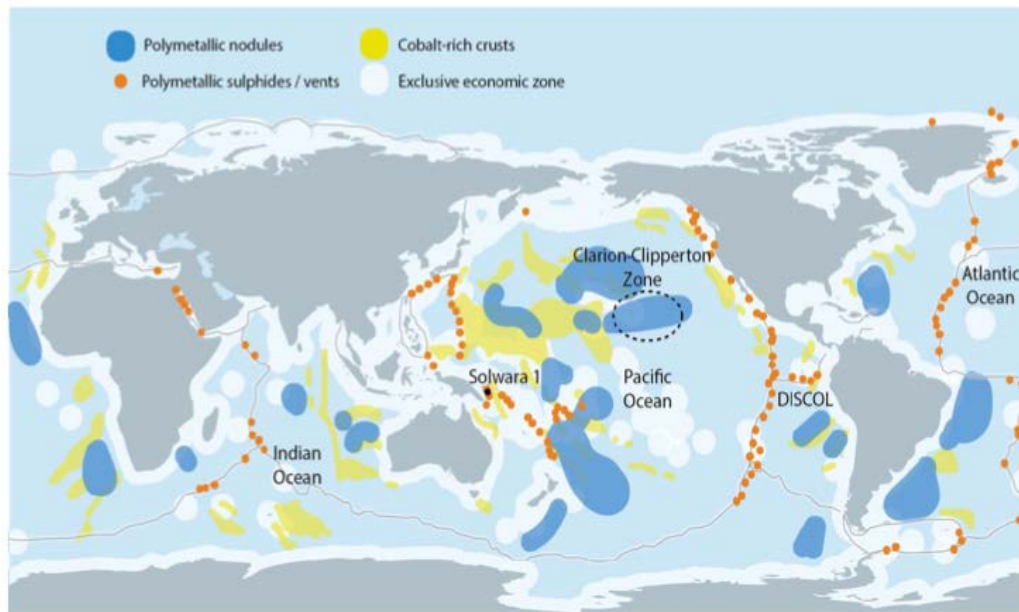 Polymetallic nodules
Cobalt-rich crusts
Polymetallic sulphides / vents
Exclusive economic zone
Clarion-Clipperton
Zone
Atlantic
Ocean
Solwara 1
Pacific
Ocean
DISCOL
Indian
Ocean